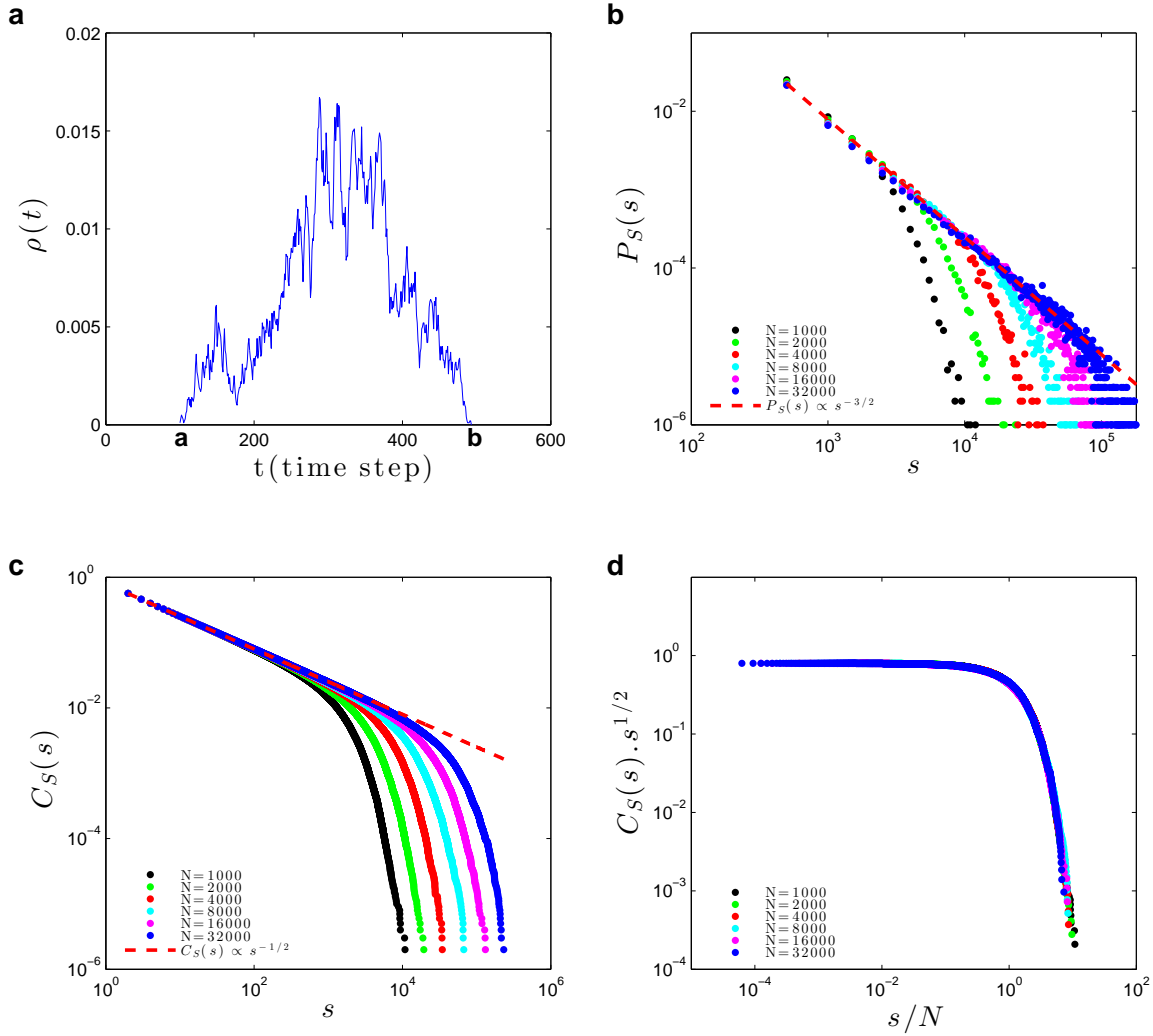 a
0.02
0.015
0.01
0.005
0
ρ(t)
0
200
400
600
a
b
t(time step)
b
10^-2
10^-4
10^-6
P_S(s)
N=1000
N=2000
N=4000
N=8000
N=16000
N=32000
P_S(s) ∝ s^-3/2
10^2
10^3
10^4
10^5
s
c
10^0
10^-2
10^-4
10^-6
C_S(s)
N=1000
N=2000
N=4000
N=8000
N=16000
N=32000
C_S(s) ∝ s^-1/2
10^0
10^2
10^4
10^6
s
d
10^0
10^-1
10^-2
10^-3
10^-4
C_S(s).s^1/2
N=1000
N=2000
N=4000
N=8000
N=16000
N=32000
10^-4
10^-2
10^0
10^2
s/N